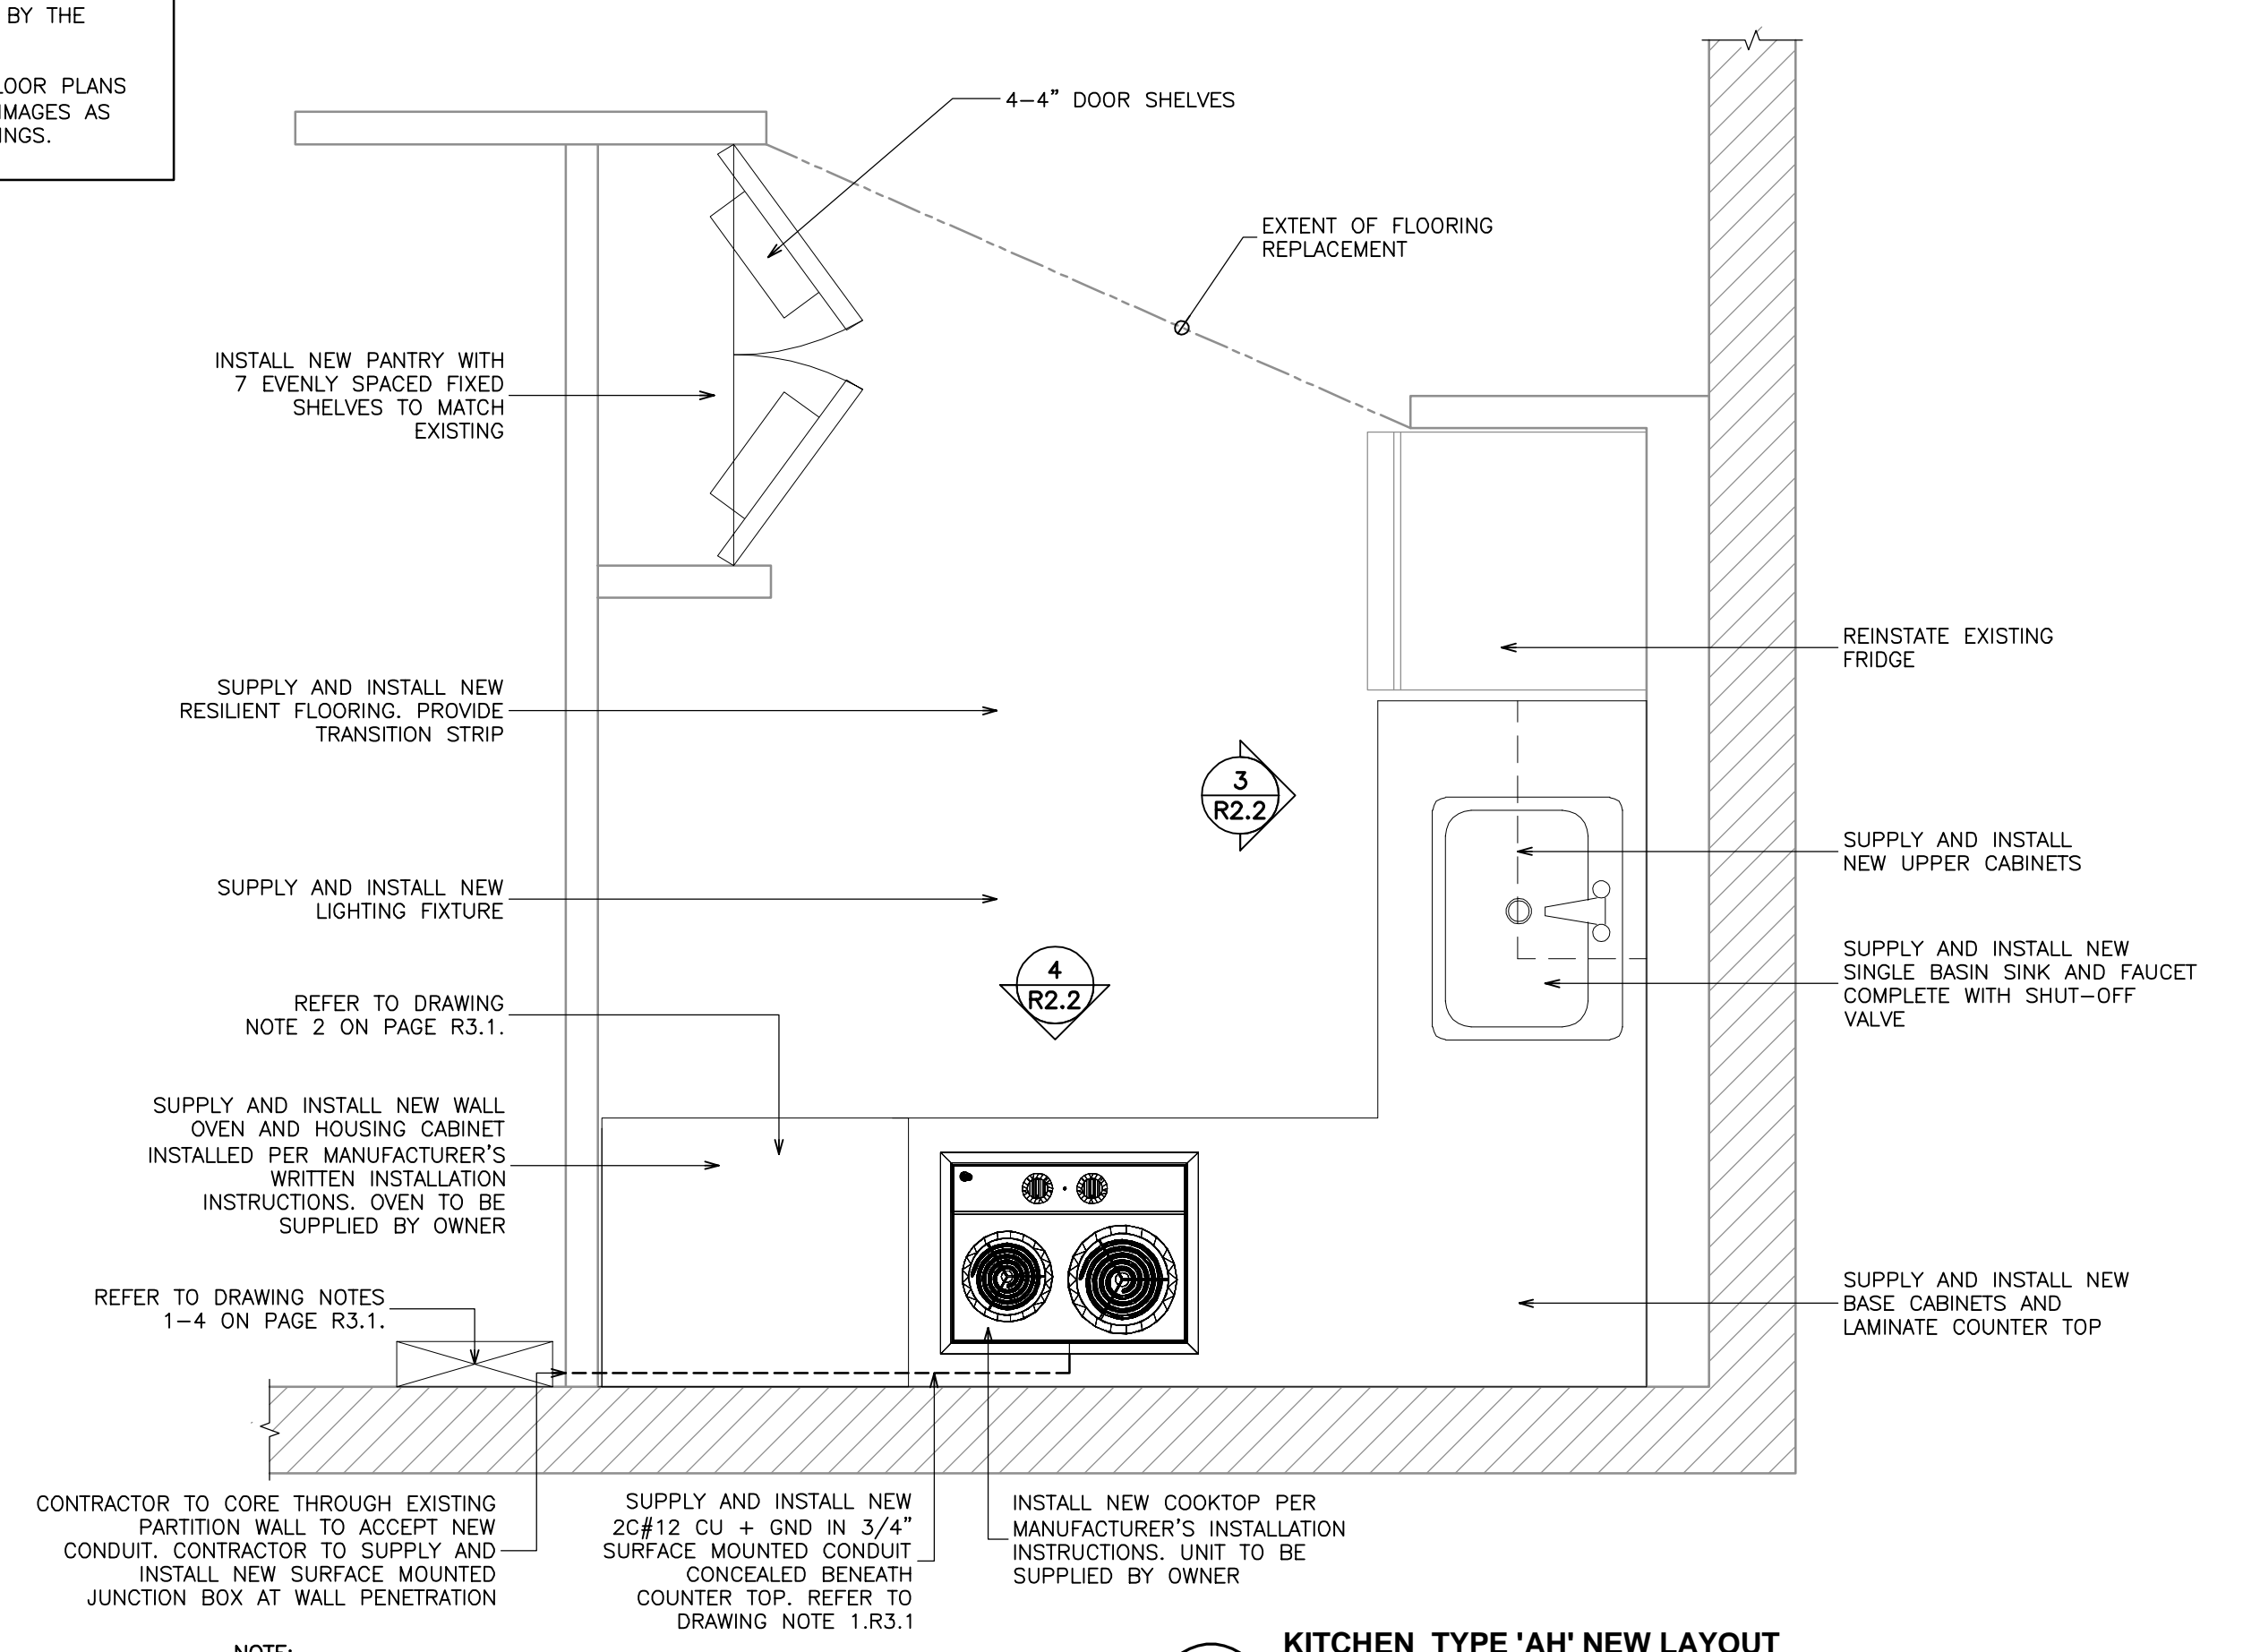 BY THE
LOOR PLANS
IMAGES AS
INGS.
4-4” DOOR SHELVES
EXTENT OF FLOORING
REPLACEMENT
INSTALL NEW PANTRY WITH
7 EVENLY SPACED FIXED
SHELVES TO MATCH
EXISTING
REINSTATE EXISTING
FRIDGE
SUPPLY AND INSTALL NEW
RESILIENT FLOORING. PROVIDE
TRANSITION STRIP
3
R2.2
SUPPLY AND INSTALL
NEW UPPER CABINETS
SUPPLY AND INSTALL NEW
LIGHTING FIXTURE
4
R2.2
SUPPLY AND INSTALL NEW
SINGLE BASIN SINK AND FAUCET
COMPLETE WITH SHUT-OFF
VALVE
REFER TO DRAWING
NOTE 2 ON PAGE R3.1.
SUPPLY AND INSTALL NEW WALL
OVEN AND HOUSING CABINET
INSTALLED PER MANUFACTURER'S
WRITTEN INSTALLATION
INSTRUCTIONS. OVEN TO BE
SUPPLIED BY OWNER
REFER TO DRAWING NOTES
1-4 ON PAGE R3.1.
SUPPLY AND INSTALL NEW
BASE CABINETS AND
LAMINATE COUNTER TOP
CONTRACTOR TO CORE THROUGH EXISTING
PARTITION WALL TO ACCEPT NEW
CONDUIT. CONTRACTOR TO SUPPLY AND
INSTALL NEW SURFACE MOUNTED
JUNCTION BOX AT WALL PENETRATION
SUPPLY AND INSTALL NEW
2C#12 CU + GND IN 3/4”
SURFACE MOUNTED CONDUIT
CONCEALED BENEATH
COUNTER TOP. REFER TO
DRAWING NOTE 1.R3.1
INSTALL NEW COOKTOP PER
MANUFACTURER'S INSTALLATION
INSTRUCTIONS. UNIT TO BE
SUPPLIED BY OWNER
NOTE:
KITCHEN TYPE 'AH' NEW LAYOUT